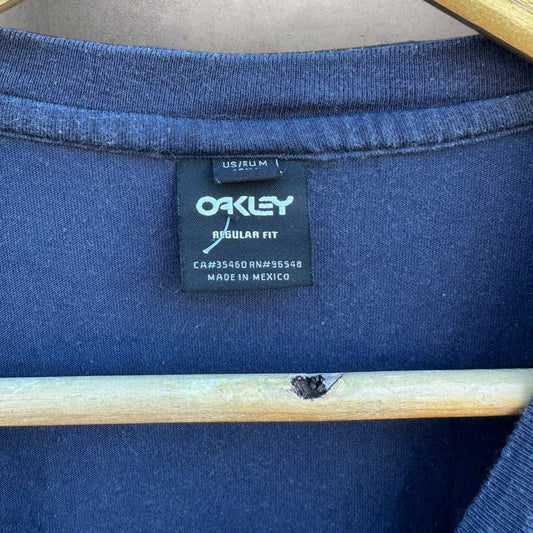 US/EU M
OAKLEY
REGULAR FIT
CA#35460 RN#96548
MADE IN MEXICO